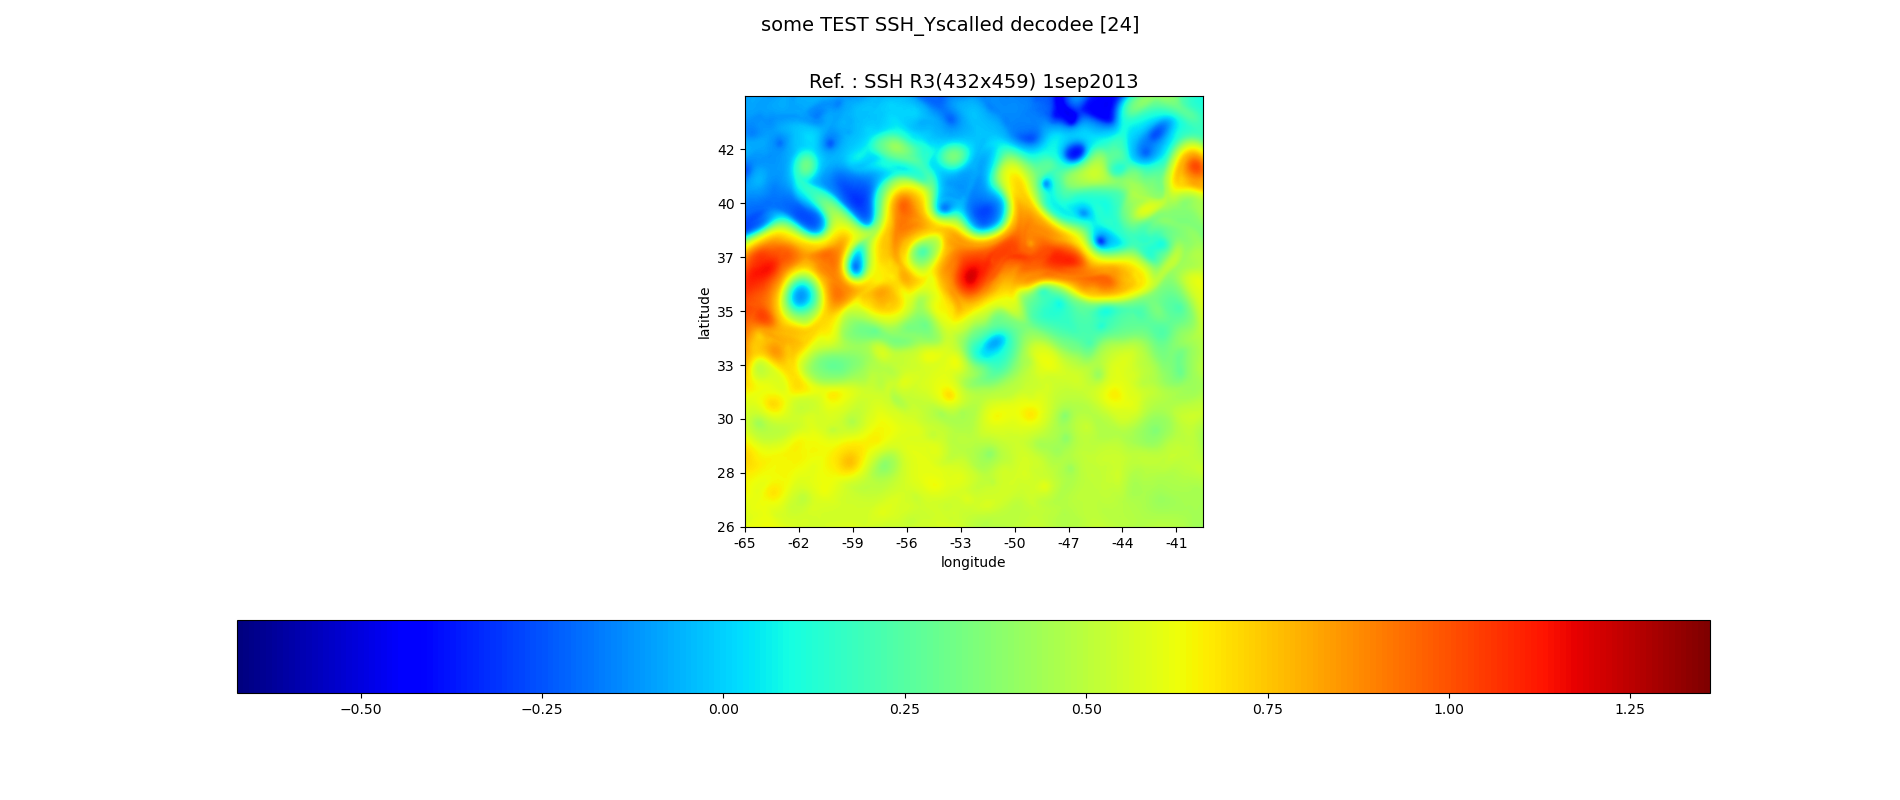 some TEST SSH_Yscalled decodee [24]
Ref. : SSH R3(432x459) 1sep2013
42
40
37
35
33
30
28
26
latitude
-65 -62 -59 -56 -53 -50 -47 -44 -41
longitude
−0.50 −0.25 0.00 0.25 0.50 0.75 1.00 1.25